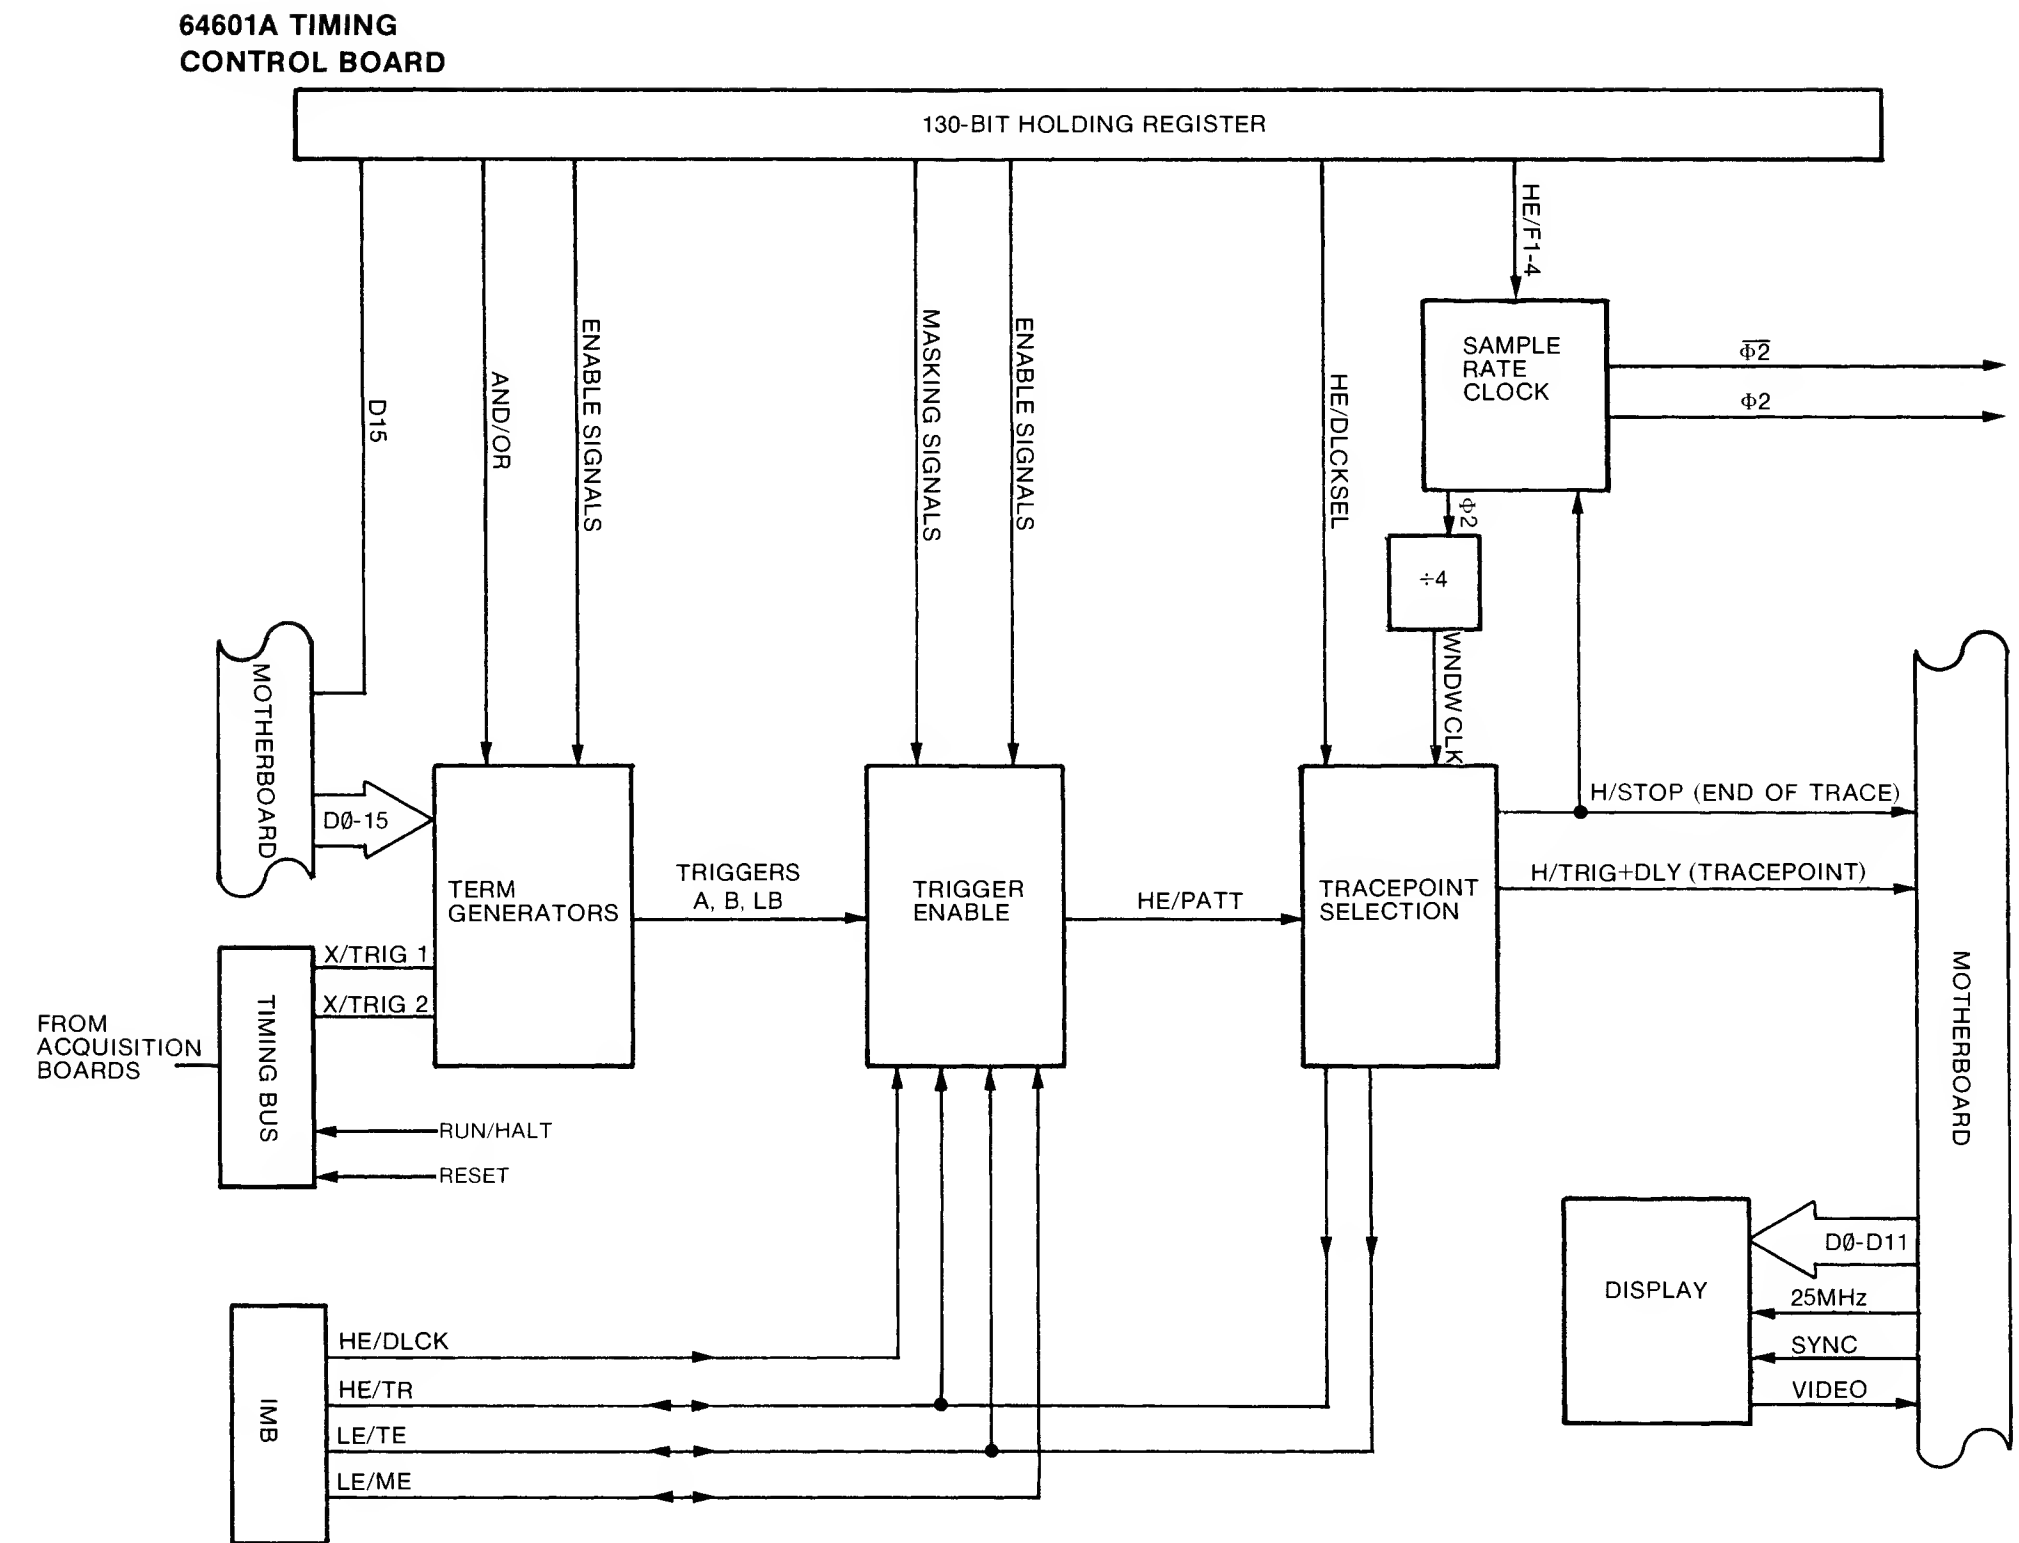 64601A TIMING
CONTROL BOARD
130-BIT HOLDING REGISTER
D15
AND/OR
ENABLE SIGNALS
MASKING SIGNALS
ENABLE SIGNALS
HE/DLCKSEL
HE/F1-4
SAMPLE
RATE
CLOCK
Φ2̅
Φ2
Φ2
÷4
WNDWCLK
MOTHERBOARD
DØ-15
TERM
GENERATORS
TRIGGERS
A, B, LB
TRIGGER
ENABLE
HE/PATT
TRACEPOINT
SELECTION
H/STOP (END OF TRACE)
H/TRIG+DLY (TRACEPOINT)
MOTHERBOARD
X/TRIG 1
X/TRIG 2
FROM
ACQUISITION
BOARDS
TIMING BUS
RUN/HALT
RESET
IMB
HE/DLCK
HE/TR
LE/TE
LE/ME
DISPLAY
DØ-D11
25MHz
SYNC
VIDEO